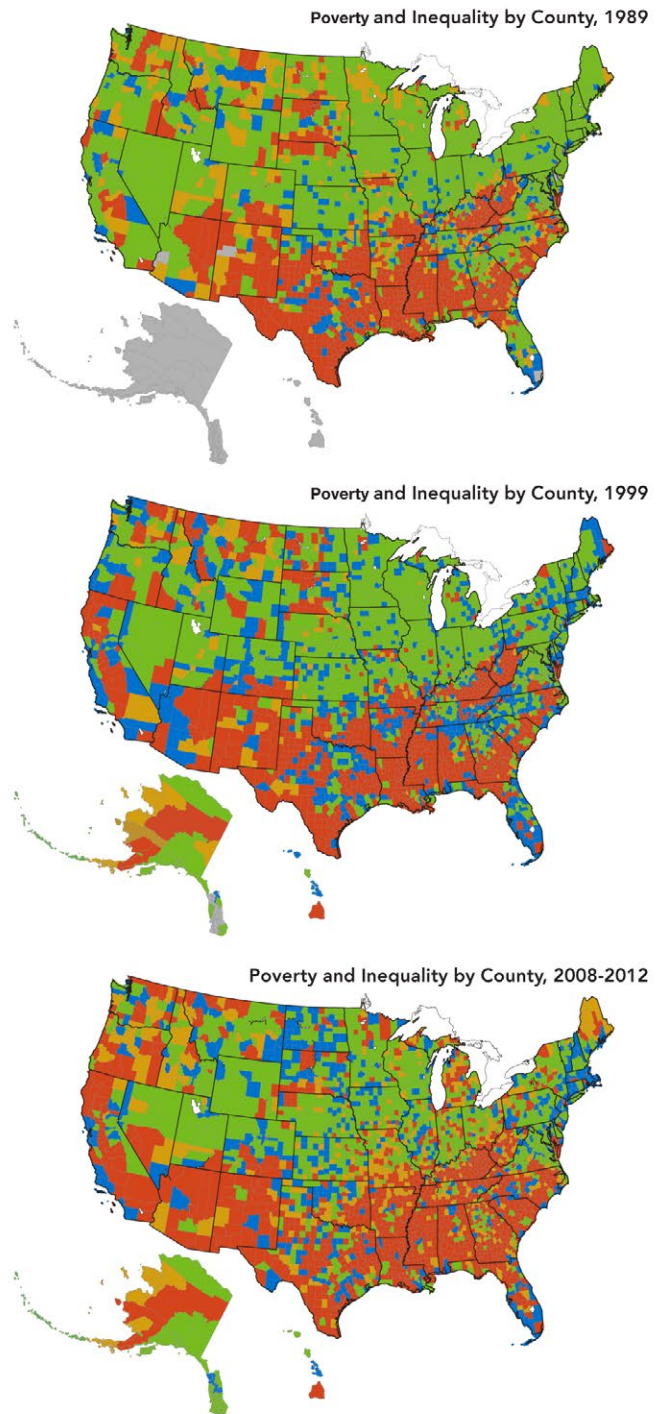 Poverty and Inequality by County, 1989
Poverty and Inequality by County, 1999
Poverty and Inequality by County, 2008-2012